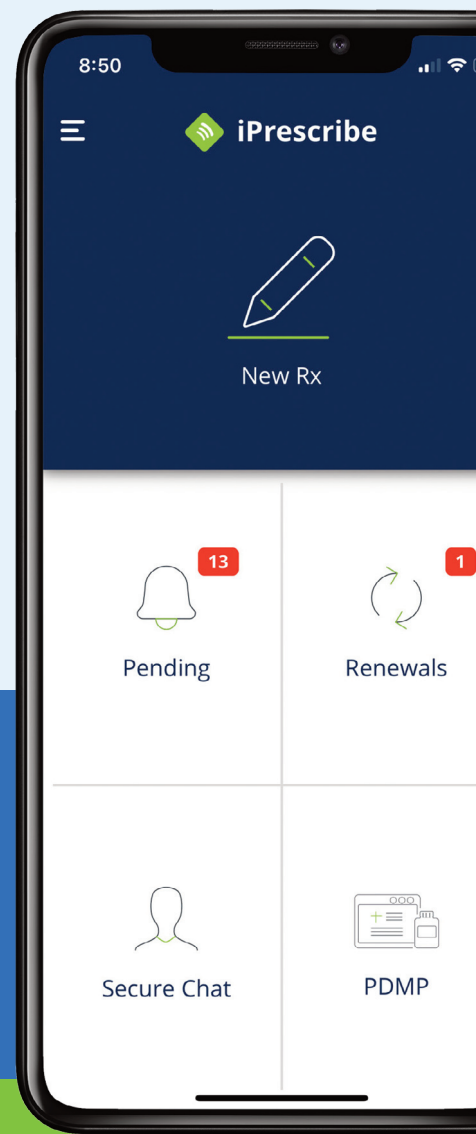 8:50
iPrescribe
New Rx
13
1
Pending
Renewals
Secure Chat
PDMP